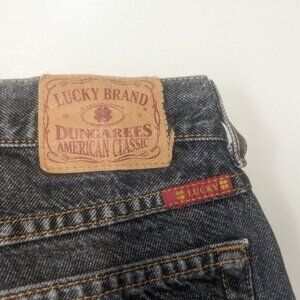 LUCKY BRAND
DUNGAREES
AMERICAN CLASSIC
LUCKY